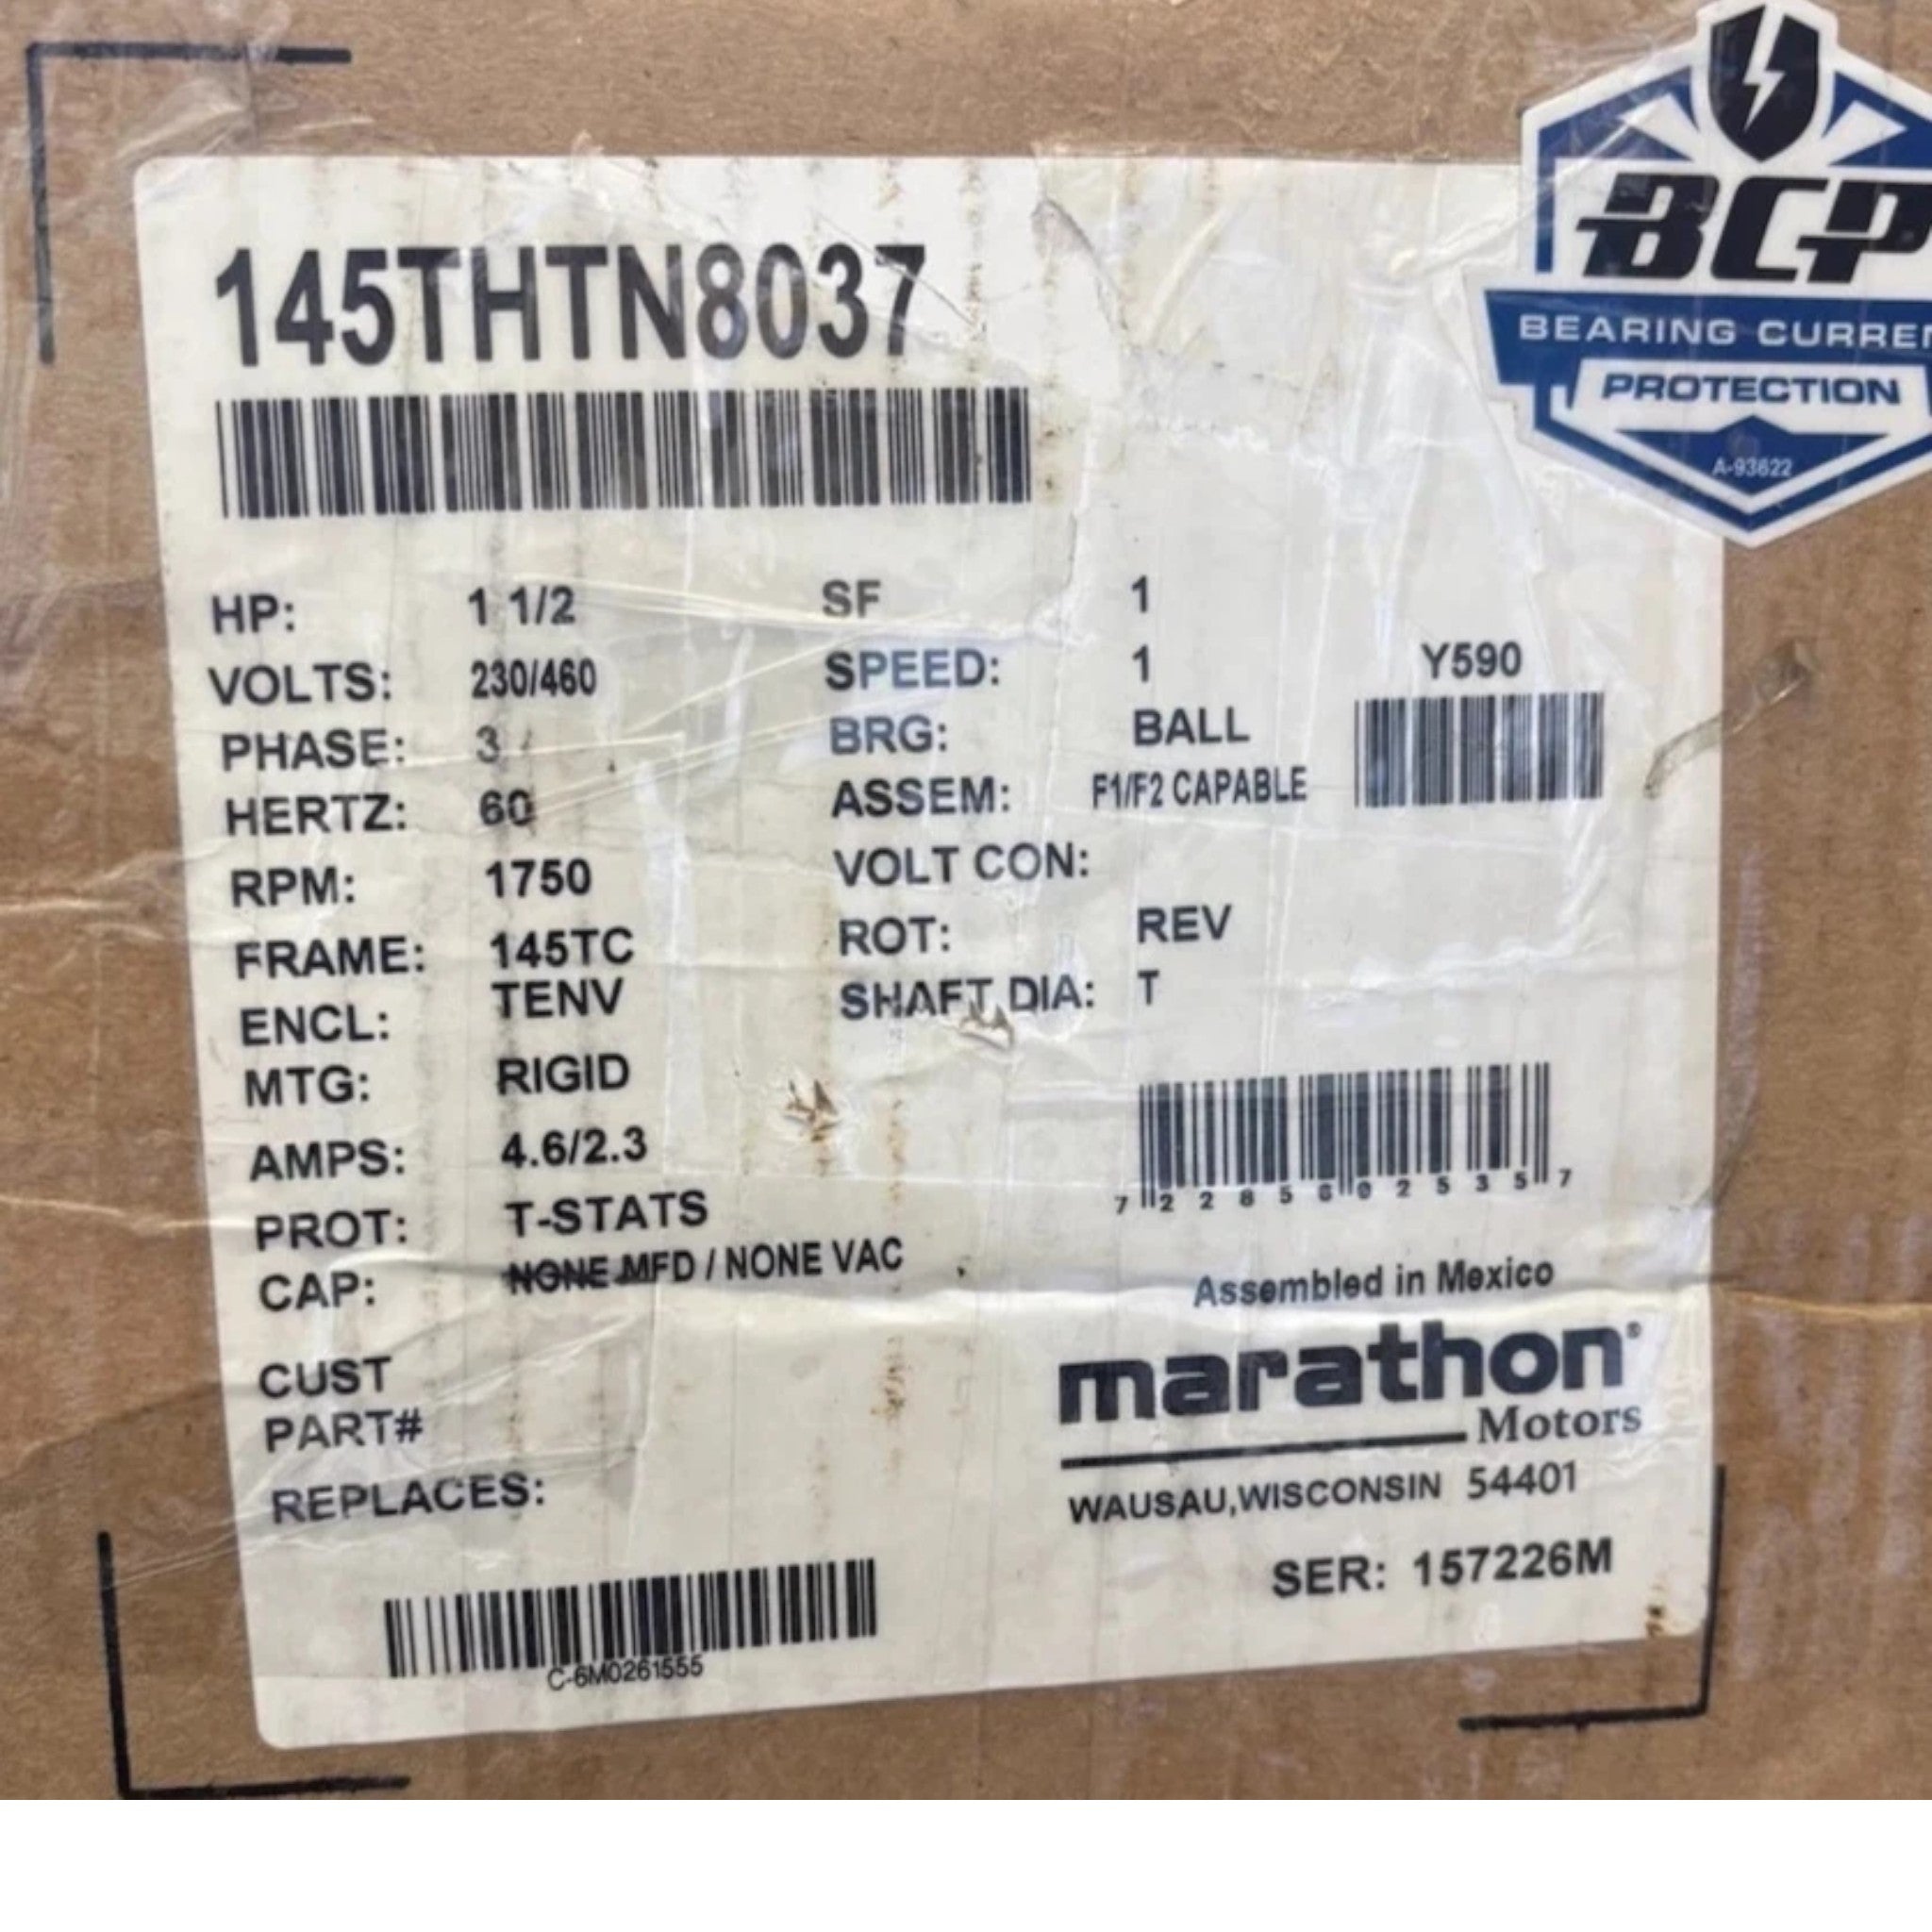 145THTN8037
BCP
BEARING CURREN
PROTECTION
A-93622
HP: 1 1/2 SF 1
VOLTS: 230/460 SPEED: 1 Y590
PHASE: 3 BRG: BALL
HERTZ: 60 ASSEM: F1/F2 CAPABLE
RPM: 1750 VOLT CON:
FRAME: 145TC ROT: REV
ENCL: TENV SHAFT DIA: T
MTG: RIGID
AMPS: 4.6/2.3
PROT: T-STATS
CAP: NONE MFD / NONE VAC
7 22856 02535 7
Assembled in Mexico
CUST
PART#
REPLACES:
marathon®
Motors
WAUSAU,WISCONSIN 54401
SER: 157226M
C-6M0261555